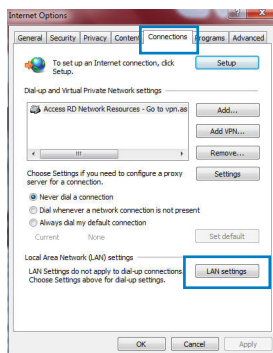 Internet Options
General Security Privacy Content Connections Programs Advanced
To set up an Internet connection, click
Setup.
Setup
Dial-up and Virtual Private Network settings
Access RD Network Resources - Go to vpn.as
Add...
Add VPN...
Remove...
Choose Settings if you need to configure a proxy
server for a connection.
Settings
Never dial a connection
Dial whenever a network connection is not present
Always dial my default connection
Current None
Set default
Local Area Network (LAN) settings
LAN Settings do not apply to dial-up connections.
Choose Settings above for dial-up settings.
LAN settings
OK Cancel Apply